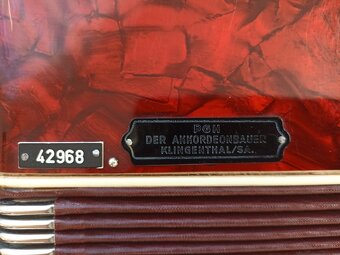 PGH
DER AKKORDEONBAUER
KLINGENTHAL/SA.
42968